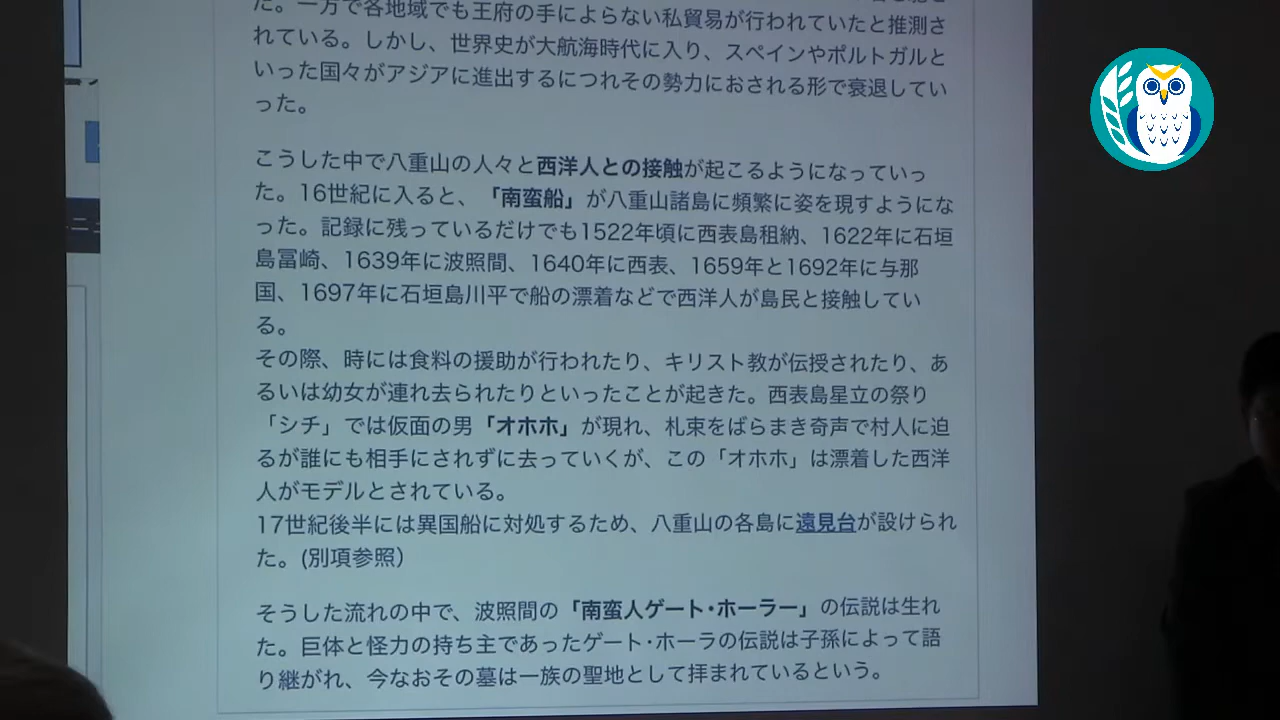 た。一方で各地域でも王府の手によらない私貿易が行われていたと推測さ
れている。しかし、世界史が大航海時代に入り、スペインやポルトガルと
いった国々がアジアに進出するにつれその勢力におされる形で衰退してい
った。
こうした中で八重山の人々と西洋人との接触が起こるようになっていっ
た。16世紀に入ると、「南蛮船」が八重山諸島に頻繁に姿を現すようにな
った。記録に残っているだけでも1522年頃に西表島租納、1622年に石垣
島冨崎、1639年に波照間、1640年に西表、1659年と1692年に与那
国、1697年に石垣島川平で船の漂着などで西洋人が島民と接触してい
る。
その際、時には食料の援助が行われたり、キリスト教が伝授されたり、あ
るいは幼女が連れ去られたりといったことが起きた。西表島星立の祭り
「シチ」では仮面の男「オホホ」が現れ、札束をばらまき奇声で村人に迫
るが誰にも相手にされずに去っていくが、この「オホホ」は漂着した西洋
人がモデルとされている。
17世紀後半には異国船に対処するため、八重山の各島に遠見台が設けられ
た。(別項参照）
そうした流れの中で、波照間の「南蛮人ゲート・ホーラー」の伝説は生れ
た。巨体と怪力の持ち主であったゲート・ホーラの伝説は子孫によって語
り継がれ、今なおその墓は一族の聖地として拝まれているという。